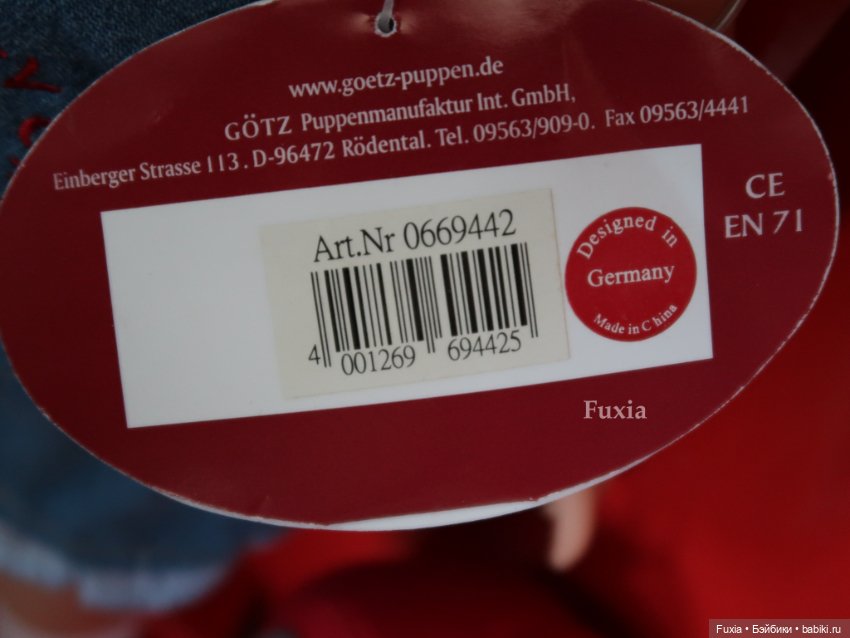 www.goetz-puppen.de
GÖTZ Puppenmanufaktur Int. GmbH,
Einberger Strasse 113. D-96472 Rödental. Tel. 09563/909-0. Fax 09563/4441
CE
EN 71
Art.Nr 0669442
4 001269 694425
Designed in
Germany
Made in China
Fuxia
Fuxia • Бэйбики • babiki.ru